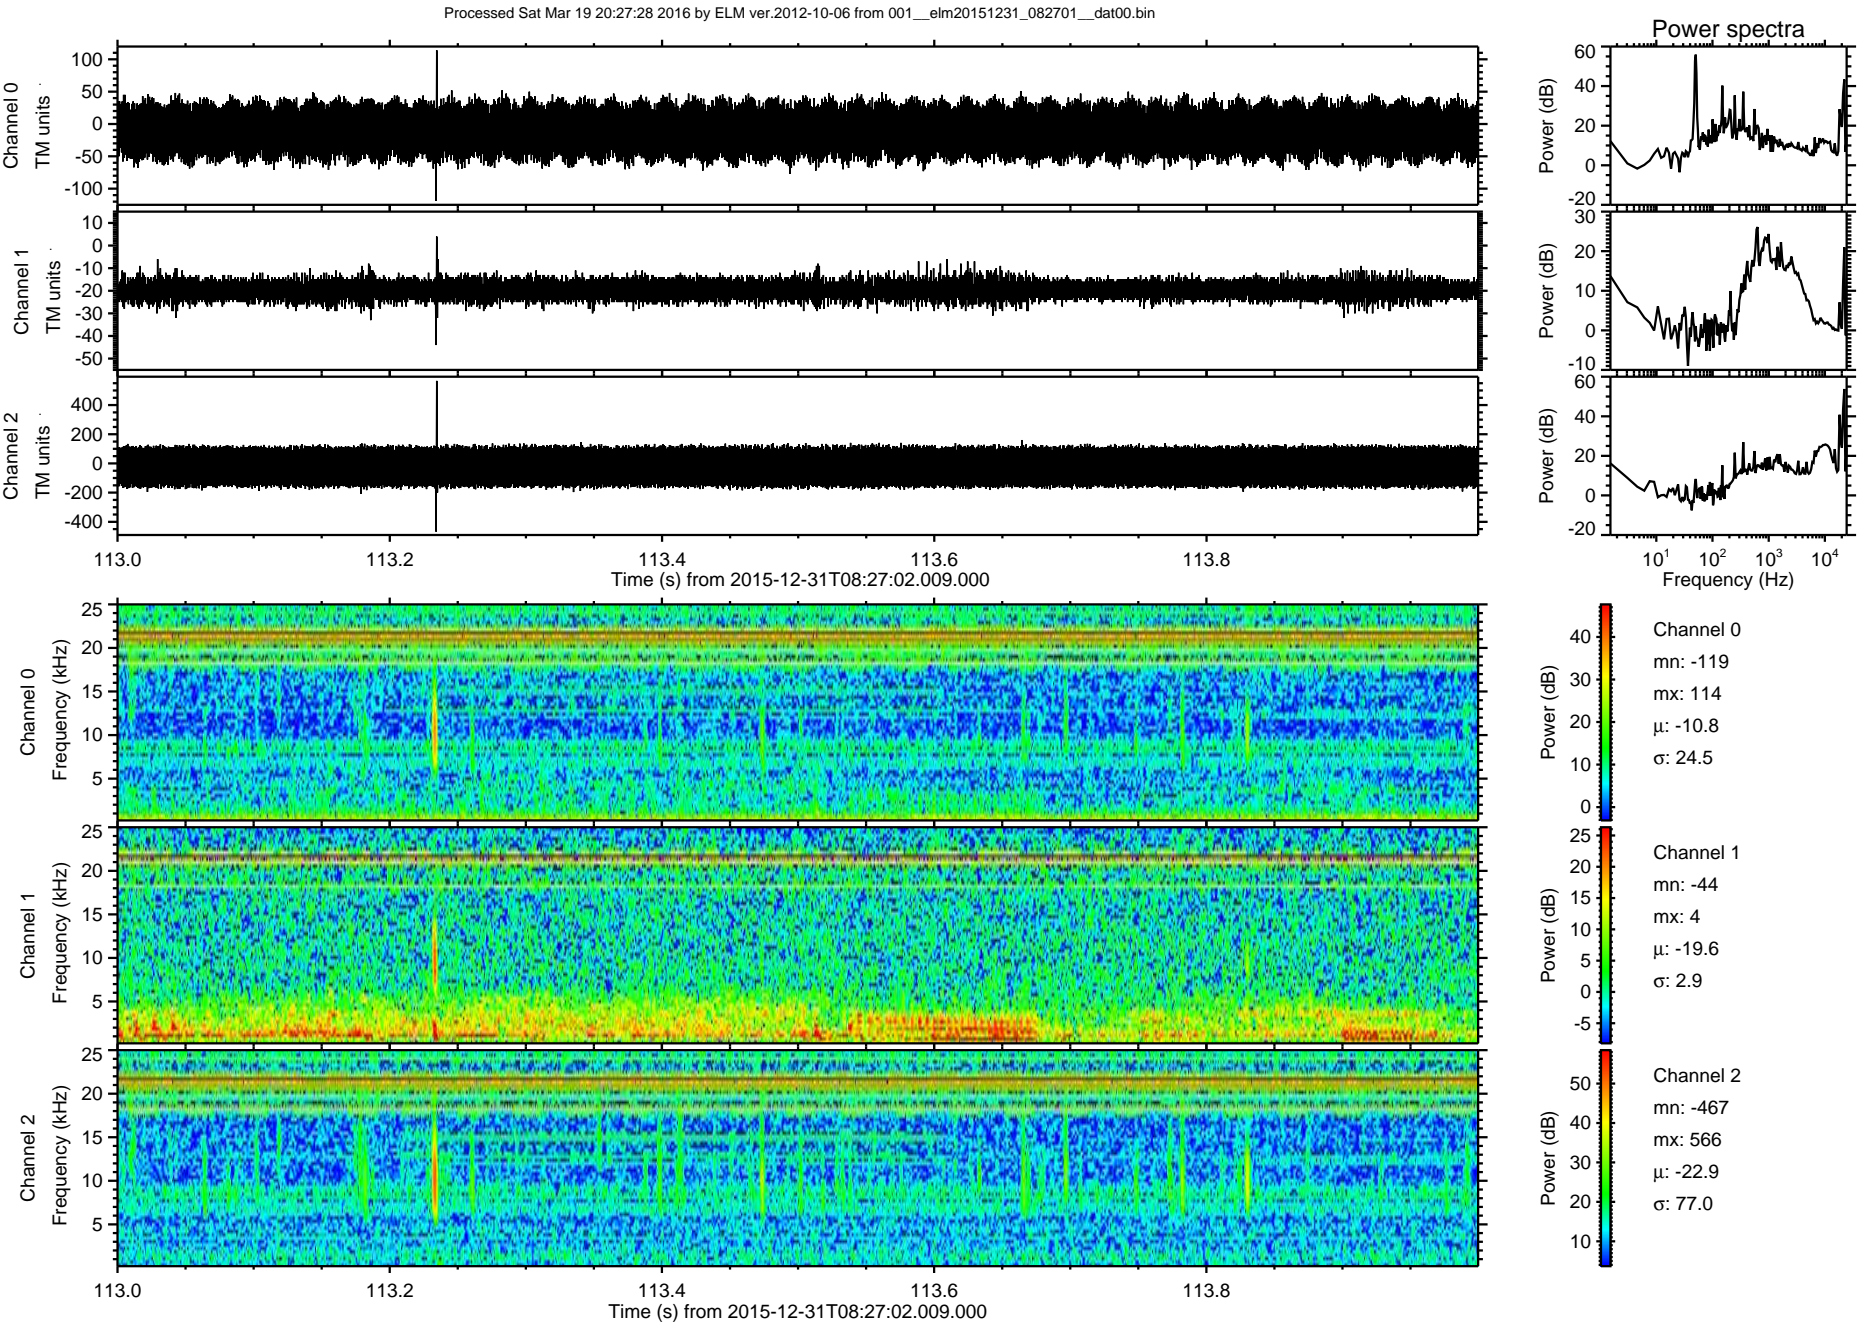 Processed Sat Mar 19 20:27:28 2016 by ELM ver.2012-10-06 from 001__elm20151231_082701__dat00.bin
Power spectra
Channel 0
TM units
100
50
0
-50
-100
Power (dB)
60
40
20
0
-20
Channel 1
TM units
10
0
-10
-20
-30
-40
-50
Power (dB)
30
20
10
0
-10
Channel 2
TM units
400
200
0
-200
-400
Power (dB)
60
40
20
0
-20
113.0 113.2 113.4 113.6 113.8
Time (s) from 2015-12-31T08:27:02.009.000
10¹ 10² 10³ 10⁴
Frequency (Hz)
Channel 0
Frequency (kHz)
25
20
15
10
5
Power (dB)
40
30
20
10
0
Channel 0
mn: -119
mx: 114
μ: -10.8
σ: 24.5
Channel 1
Frequency (kHz)
25
20
15
10
5
Power (dB)
25
20
15
10
5
0
-5
Channel 1
mn: -44
mx: 4
μ: -19.6
σ: 2.9
Channel 2
Frequency (kHz)
25
20
15
10
5
Power (dB)
50
40
30
20
10
Channel 2
mn: -467
mx: 566
μ: -22.9
σ: 77.0
113.0 113.2 113.4 113.6 113.8
Time (s) from 2015-12-31T08:27:02.009.000